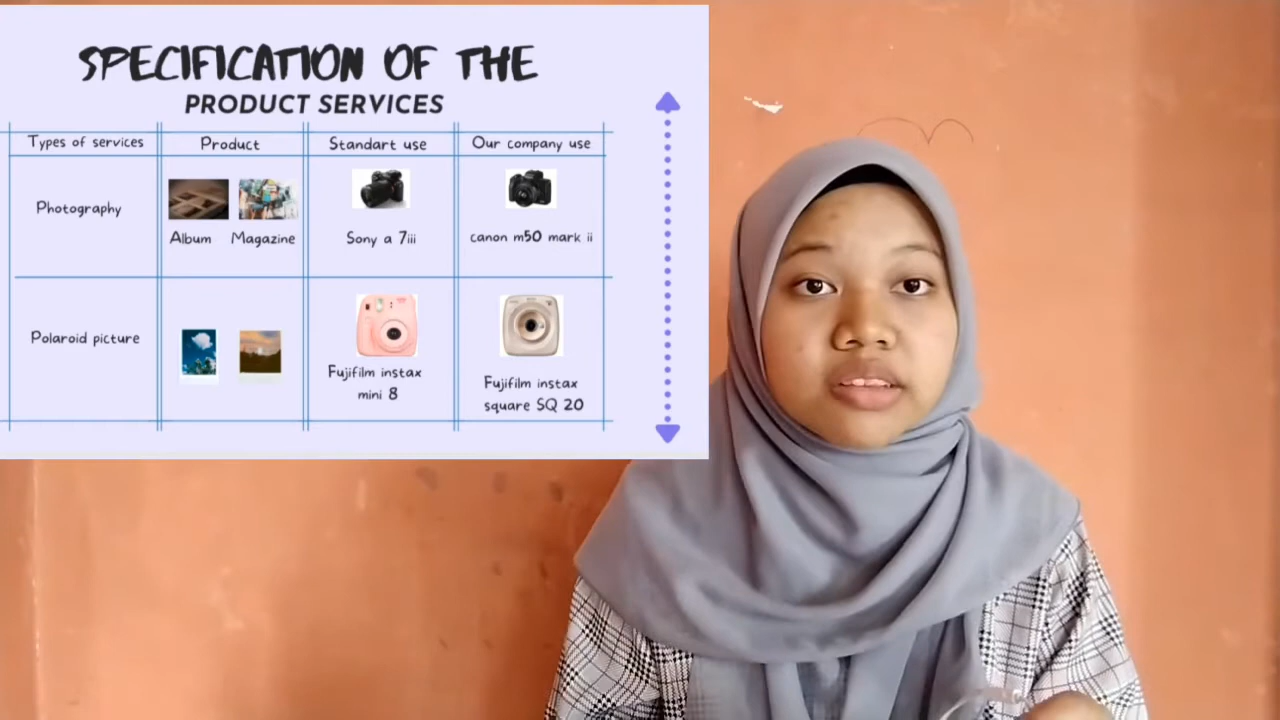 SPECIFICATION OF THE
PRODUCT SERVICES
Types of services Product Standart use Our company use
Photography
Album Magazine Sony a 7iii canon m50 mark ii
Polaroid picture
Fujifilm instax
mini 8
Fujifilm instax
square SQ 20